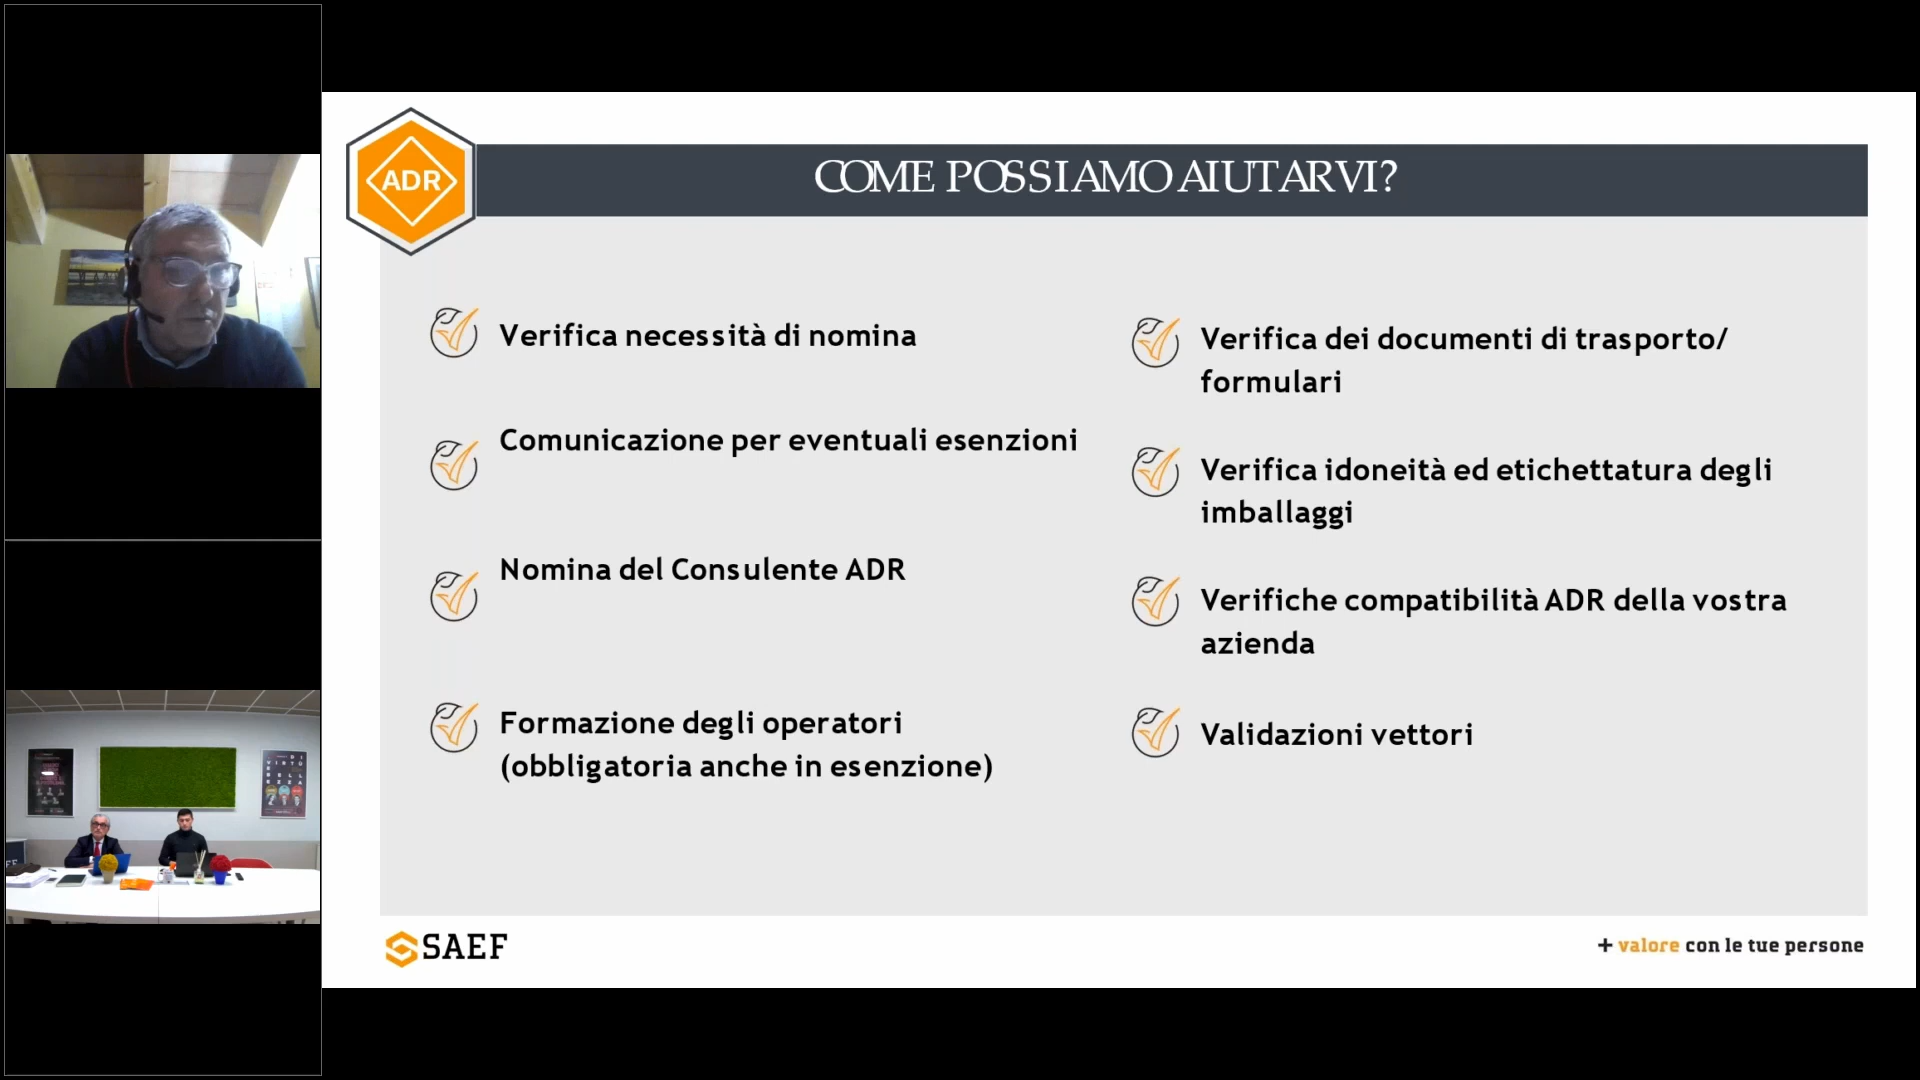 ADR
COME POSSIAMO AIUTARVI?
Verifica necessità di nomina
Comunicazione per eventuali esenzioni
Nomina del Consulente ADR
Formazione degli operatori
(obbligatoria anche in esenzione)
Verifica dei documenti di trasporto/
formulari
Verifica idoneità ed etichettatura degli
imballaggi
Verifiche compatibilità ADR della vostra
azienda
Validazioni vettori
SAEF
+ valore con le tue persone